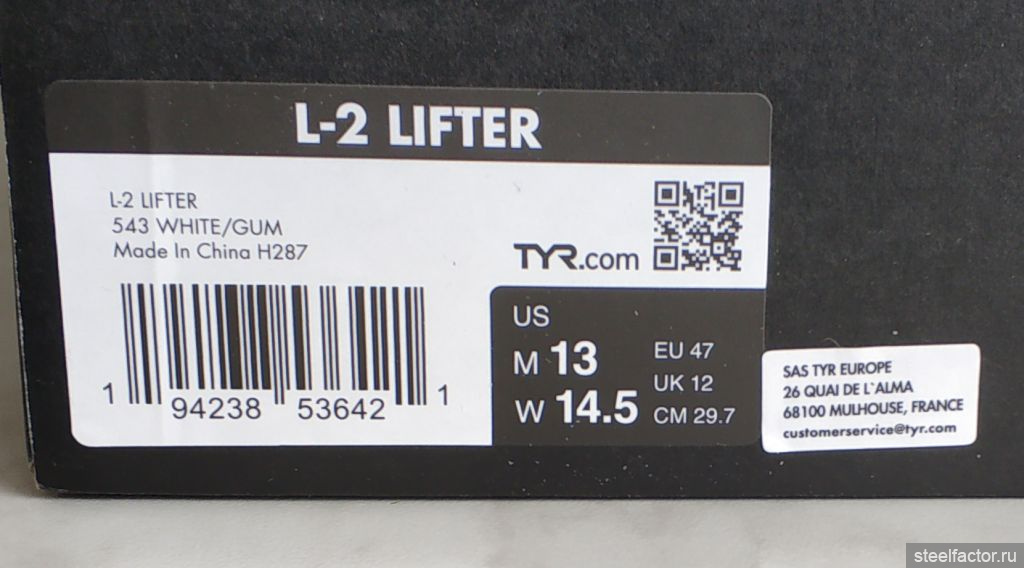 L-2 LIFTER
L-2 LIFTER
543 WHITE/GUM
Made In China H287
TYR.com
1 94238 53642 1
US
M 13
W 14.5
EU 47
UK 12
CM 29.7
SAS TYR EUROPE
26 QUAI DE L`ALMA
68100 MULHOUSE, FRANCE
customerservice@tyr.com
steelfactor.ru